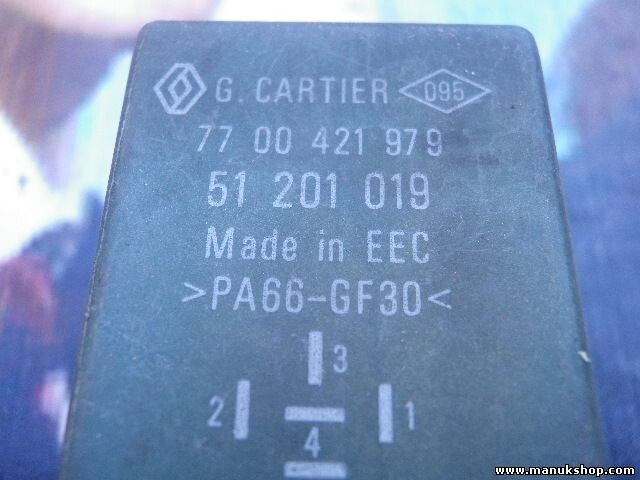 G. CARTIER 095
77 00 421 979
51 201 019
Made in EEC
>PA66-GF30<
3
2 1
4
www.manukshop.com